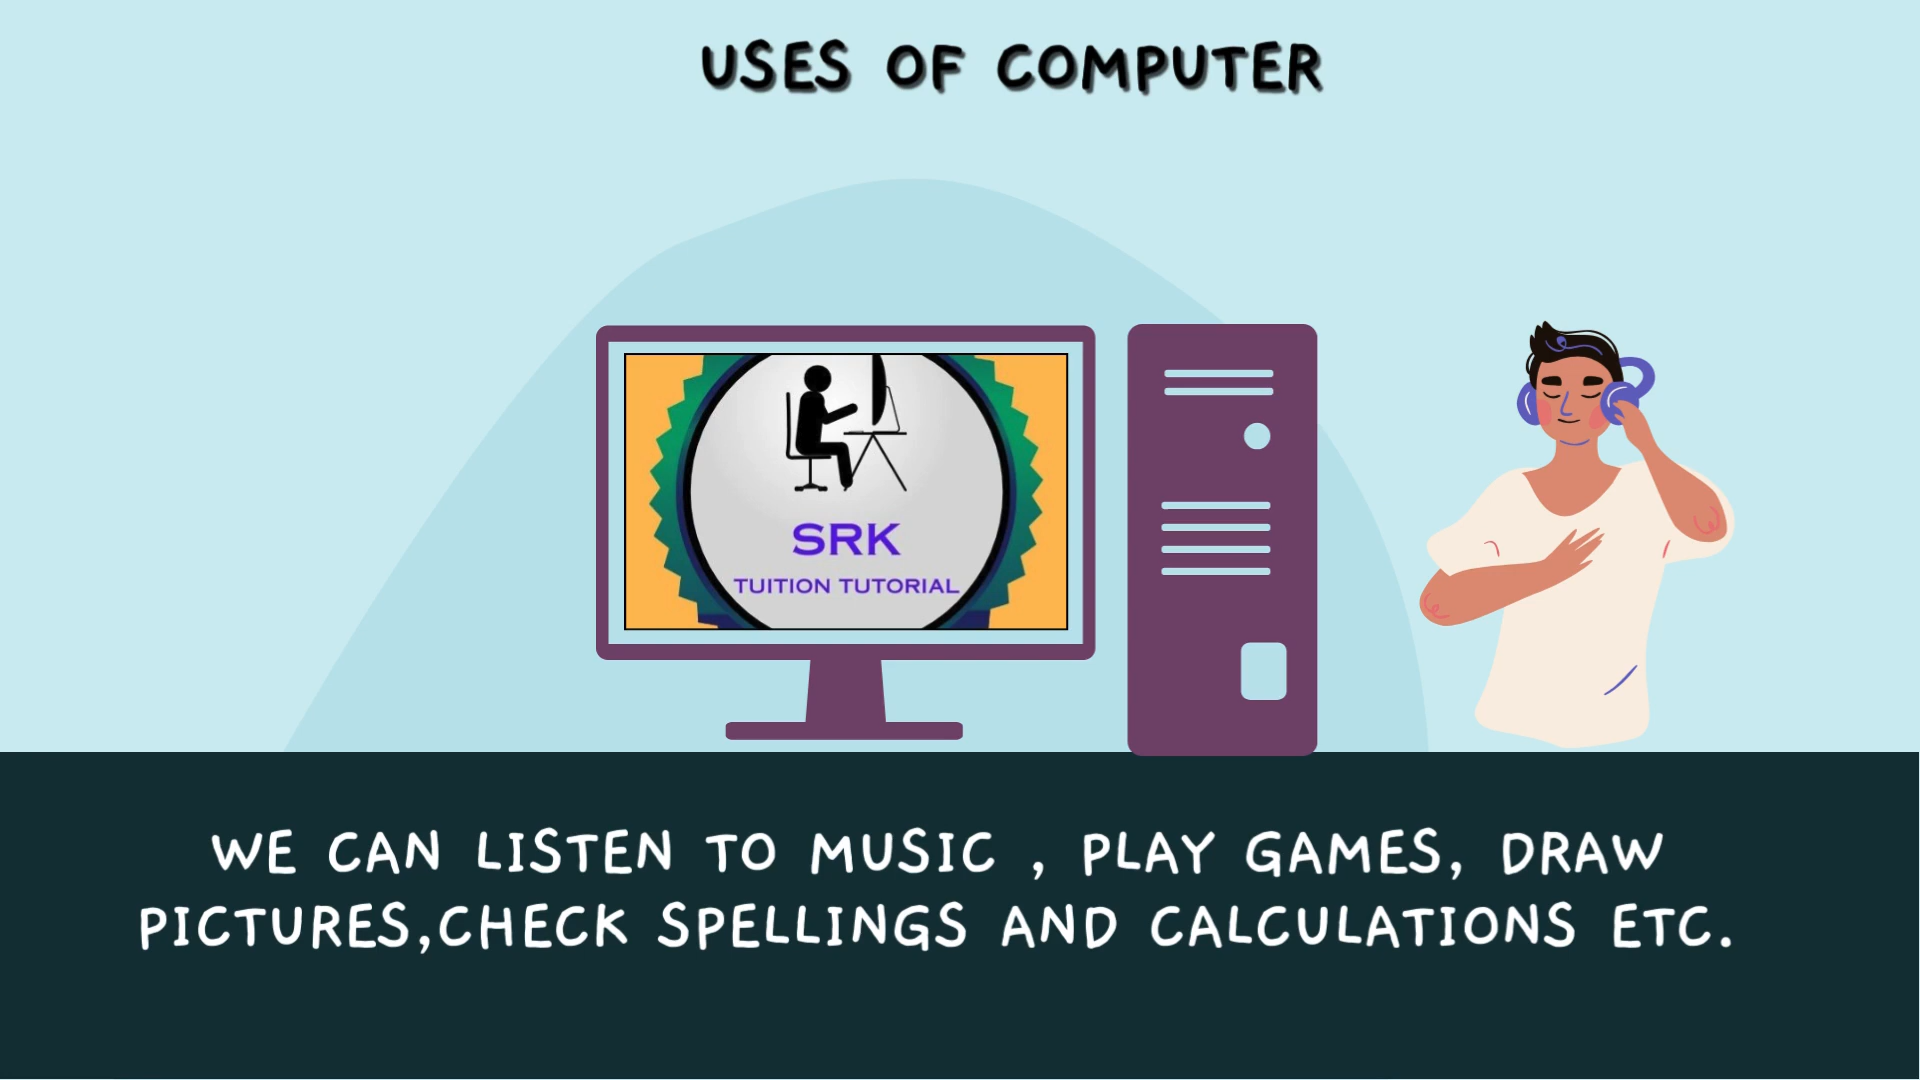 USES OF COMPUTER
SRK
TUITION TUTORIAL
WE CAN LISTEN TO MUSIC , PLAY GAMES, DRAW
PICTURES,CHECK SPELLINGS AND CALCULATIONS ETC.